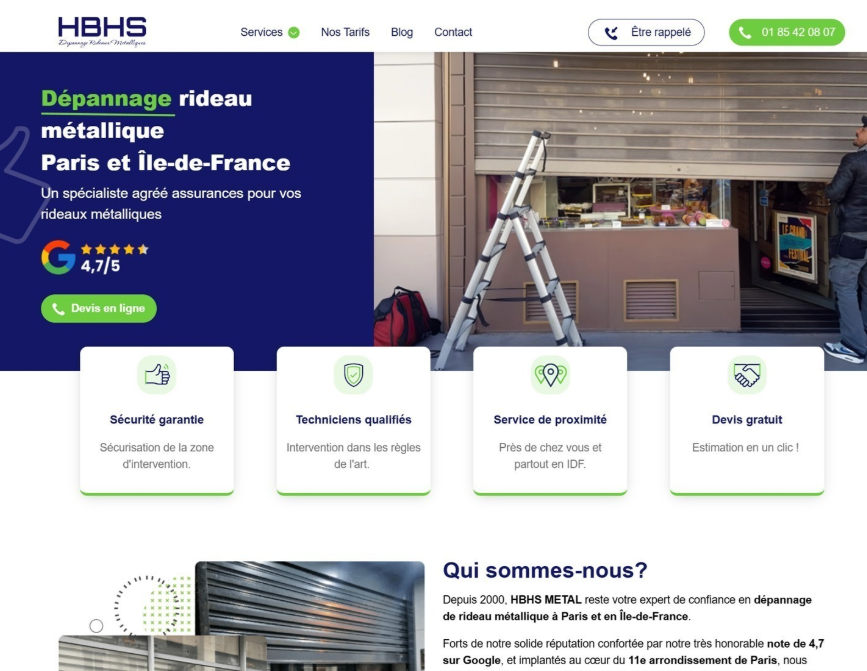 HBHS
Dépannage Rideaux Métalliques
Services
Nos Tarifs
Blog
Contact
Être rappelé
01 85 42 08 07
Dépannage rideau
métallique
Paris et Île-de-France
Un spécialiste agréé assurances pour vos
rideaux métalliques
4,7/5
Devis en ligne
LE GRAND
FESTIVAL
Sécurité garantie
Sécurisation de la zone
d'intervention.
Techniciens qualifiés
Intervention dans les règles
de l'art.
Service de proximité
Près de chez vous et
partout en IDF.
Devis gratuit
Estimation en un clic !
Qui sommes-nous?
Depuis 2000, HBHS METAL reste votre expert de confiance en dépannage
de rideau métallique à Paris et en Île-de-France.
Forts de notre solide réputation confortée par notre très honorable note de 4,7
sur Google, et implantés au cœur du 11e arrondissement de Paris, nous